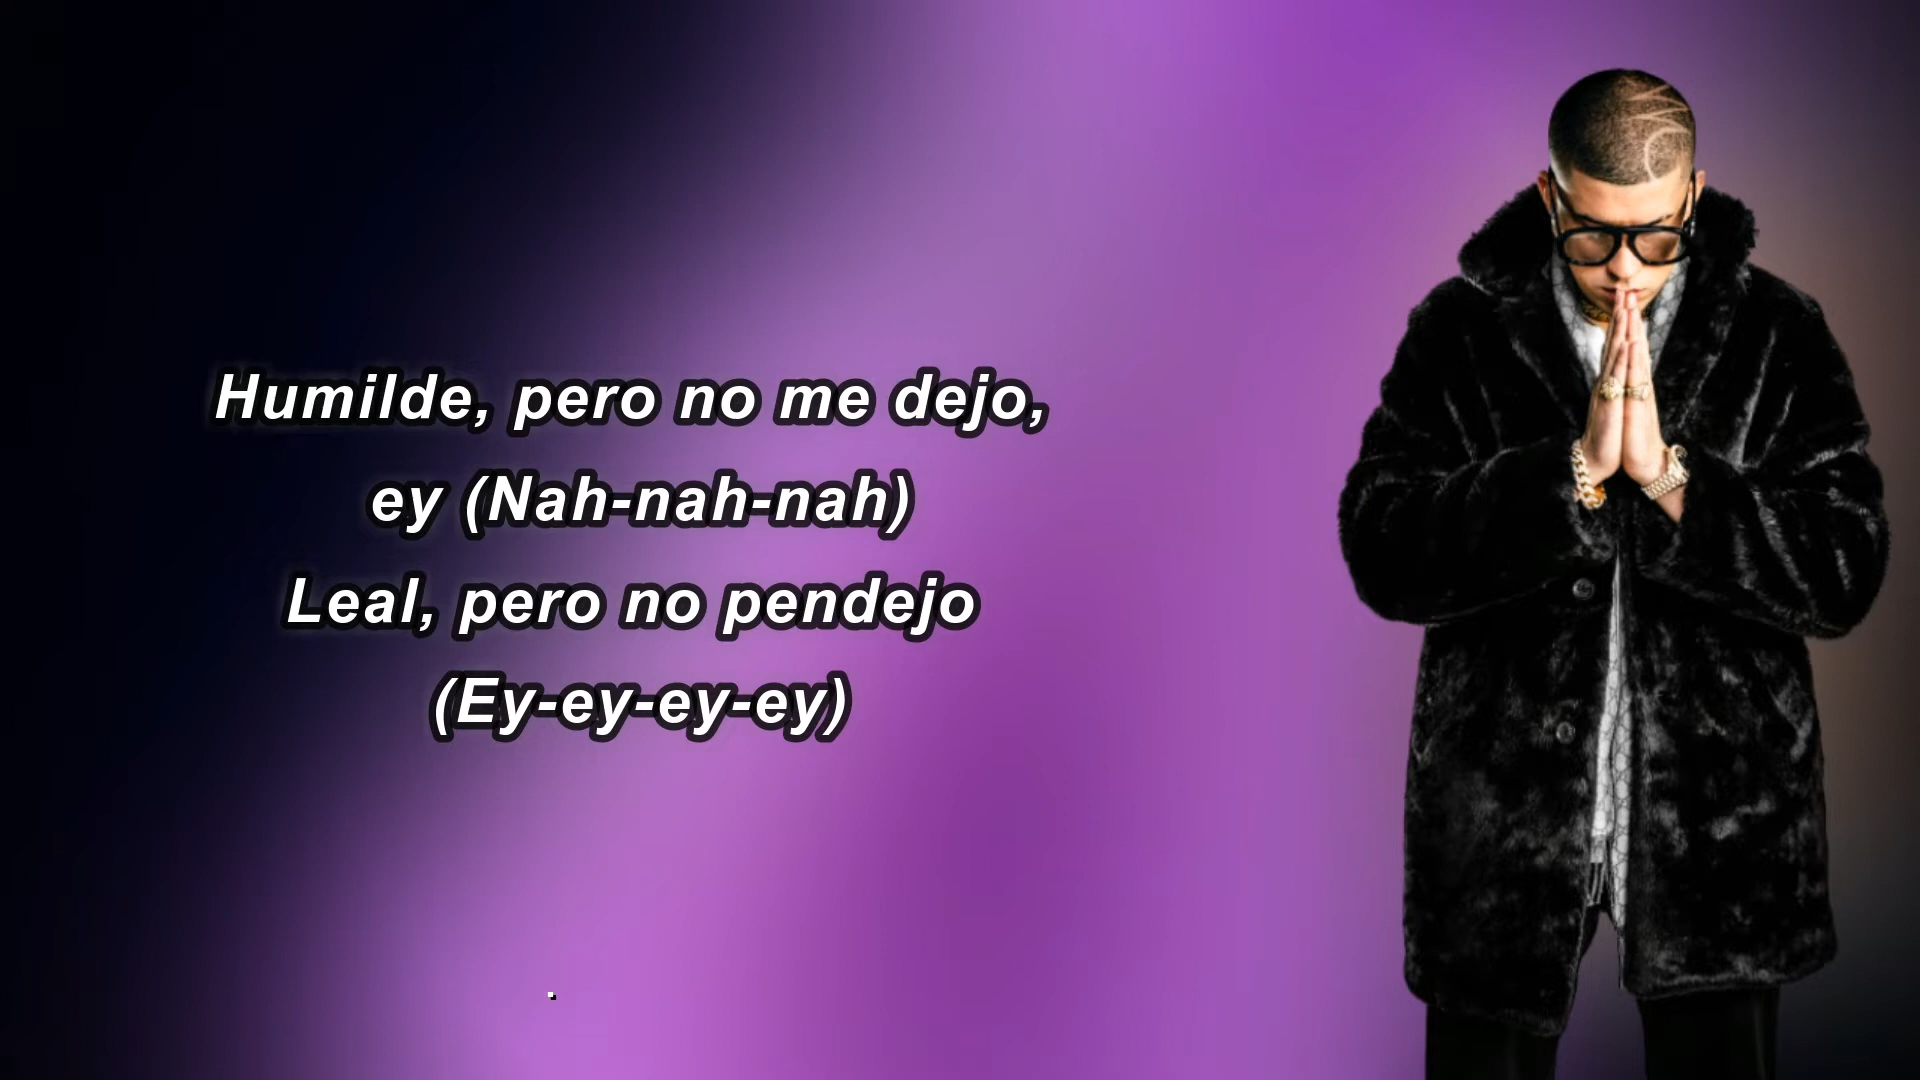 Humilde, pero no me dejo,
ey (Nah-nah-nah)
Leal, pero no pendejo
(Ey-ey-ey-ey)